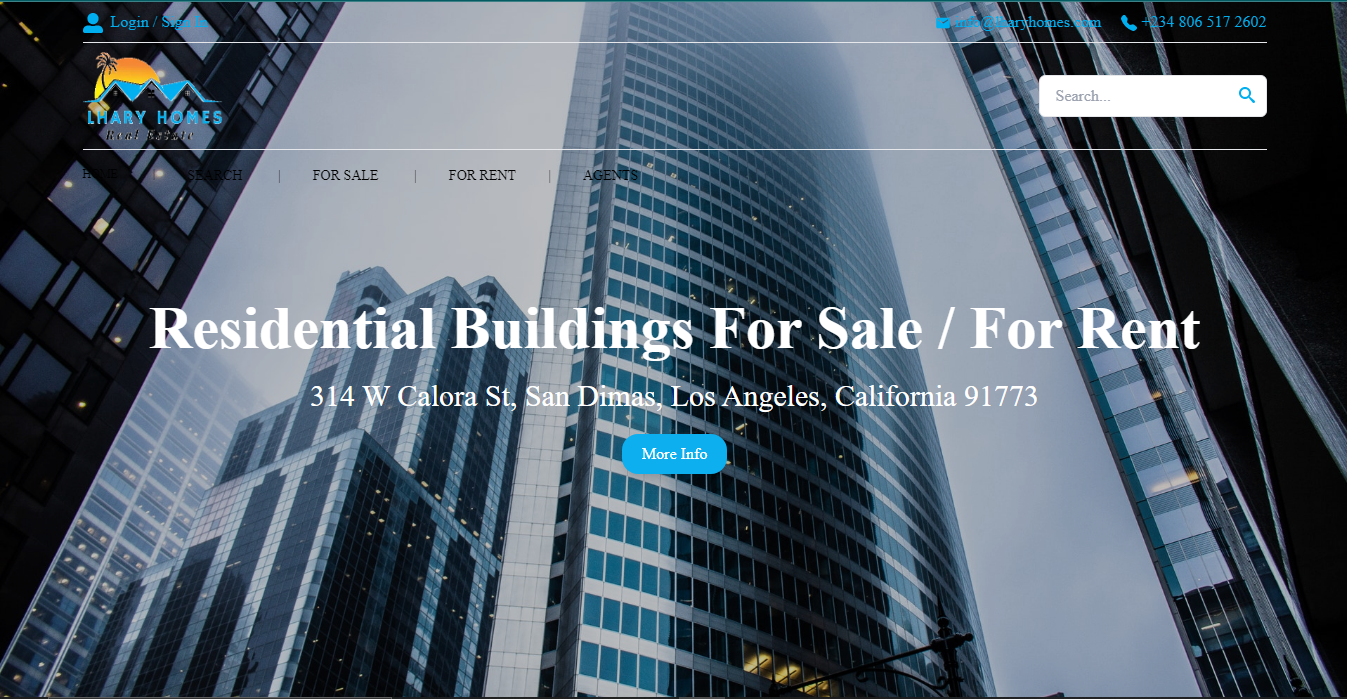 Login / Sign In
info@lharyhomes.com
+234 806 517 2602
LHARY HOMES
Real Estate
Search...
HOME
SEARCH | FOR SALE | FOR RENT | AGENTS
Residential Buildings For Sale / For Rent
314 W Calora St, San Dimas, Los Angeles, California 91773
More Info